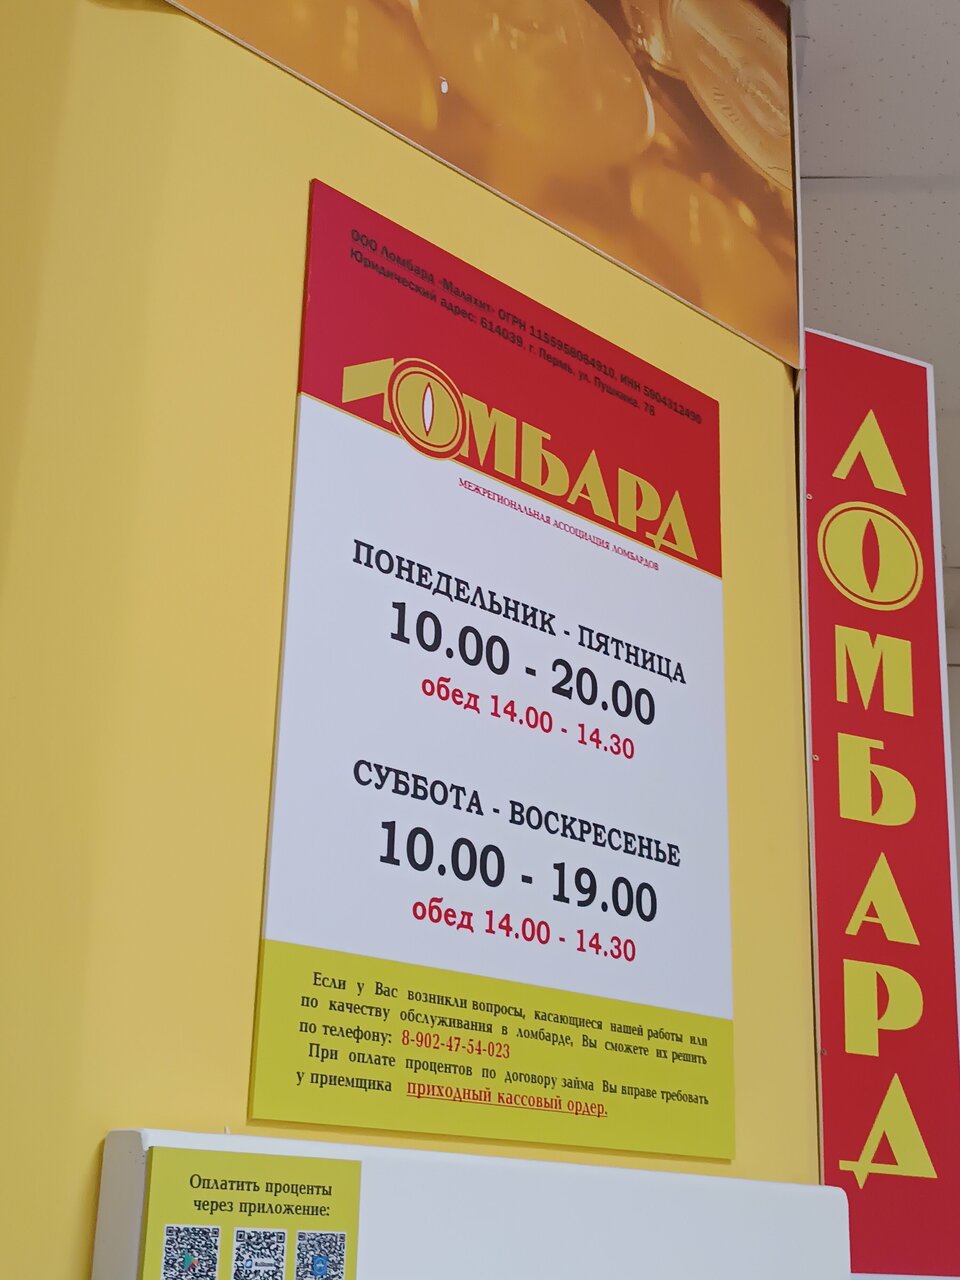 ООО Ломбард «Малахит» ОГРН 1155958084910, ИНН 5904312490
Юридический адрес: 614039, г. Пермь, ул. Пушкина, 78
ЛОМБАРД
МЕЖРЕГИОНАЛЬНАЯ АССОЦИАЦИЯ ЛОМБАРДОВ
ПОНЕДЕЛЬНИК - ПЯТНИЦА
10.00 - 20.00
обед 14.00 - 14.30
СУББОТА - ВОСКРЕСЕНЬЕ
10.00 - 19.00
обед 14.00 - 14.30
Если у Вас возникли вопросы, касающиеся нашей работы или
по качеству обслуживания в ломбарде, Вы сможете их решить
по телефону: 8-902-47-54-023
При оплате процентов по договору займа Вы вправе требовать
у приемщика приходный кассовый ордер.
Оплатить проценты
через приложение:
ЛОМБАРД